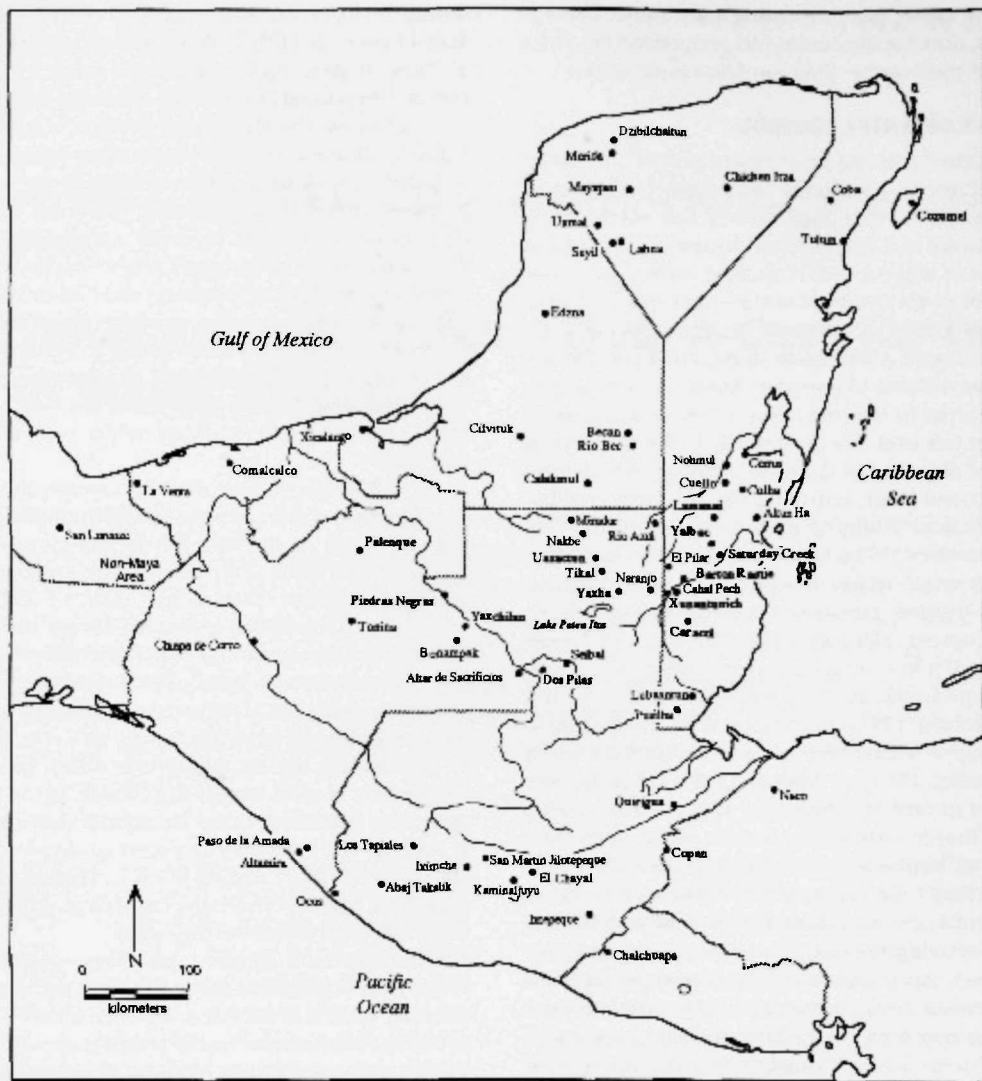 Dzibilchaltun
Merida
Mayapan
Chichen Itza
Coba
Cozumel
Uxmal
Sayil
Labna
Tulum
Edzna
Gulf of Mexico
Xicalango
Cilvituk
Becan
Rio Bec
Comalcalco
La Venta
Nohmul
Cerros
Caribbean
Sea
Calakmul
Cuello
Culha
Lamanai
Altun Ha
San Lorenzo
Mirador
Rio Azul
Yalbac
Nakbe
Non-Maya
Area
Palenque
Uaxactun
El Pilar
Saturday Creek
Tikal
Naranjo
Barton Ramie
Yaxha
Cahal Pech
Xunantunich
Piedras Negras
Tonina
Yaxchilan
Lake Peten Itza
Caracol
Chiapa de Corzo
Bonampak
Seibal
Altar de Sacrificios
Dos Pilas
Lubaantun
Pusilha
Quirigua
Naco
Paso de la Amada
Los Tapiales
Copan
Altamira
Iximche
San Martin Jilotepeque
El Chayal
Abaj Takalik
Kaminaljuyu
Ocos
Ixtepeque
Chalchuapa
N
0
100
kilometers
Pacific
Ocean